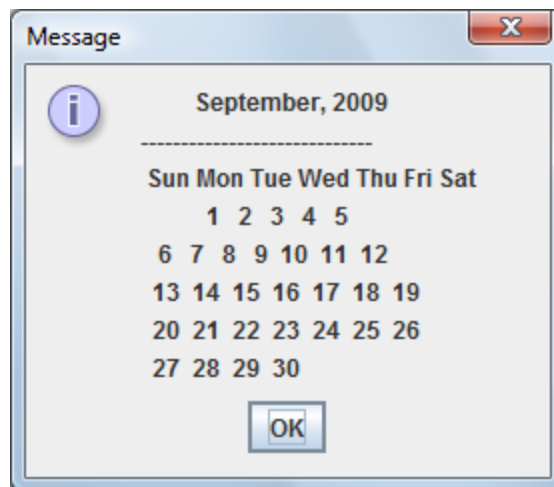 Message
September, 2009
-----------------------------
Sun Mon Tue Wed Thu Fri Sat
1 2 3 4 5
6 7 8 9 10 11 12
13 14 15 16 17 18 19
20 21 22 23 24 25 26
27 28 29 30
OK